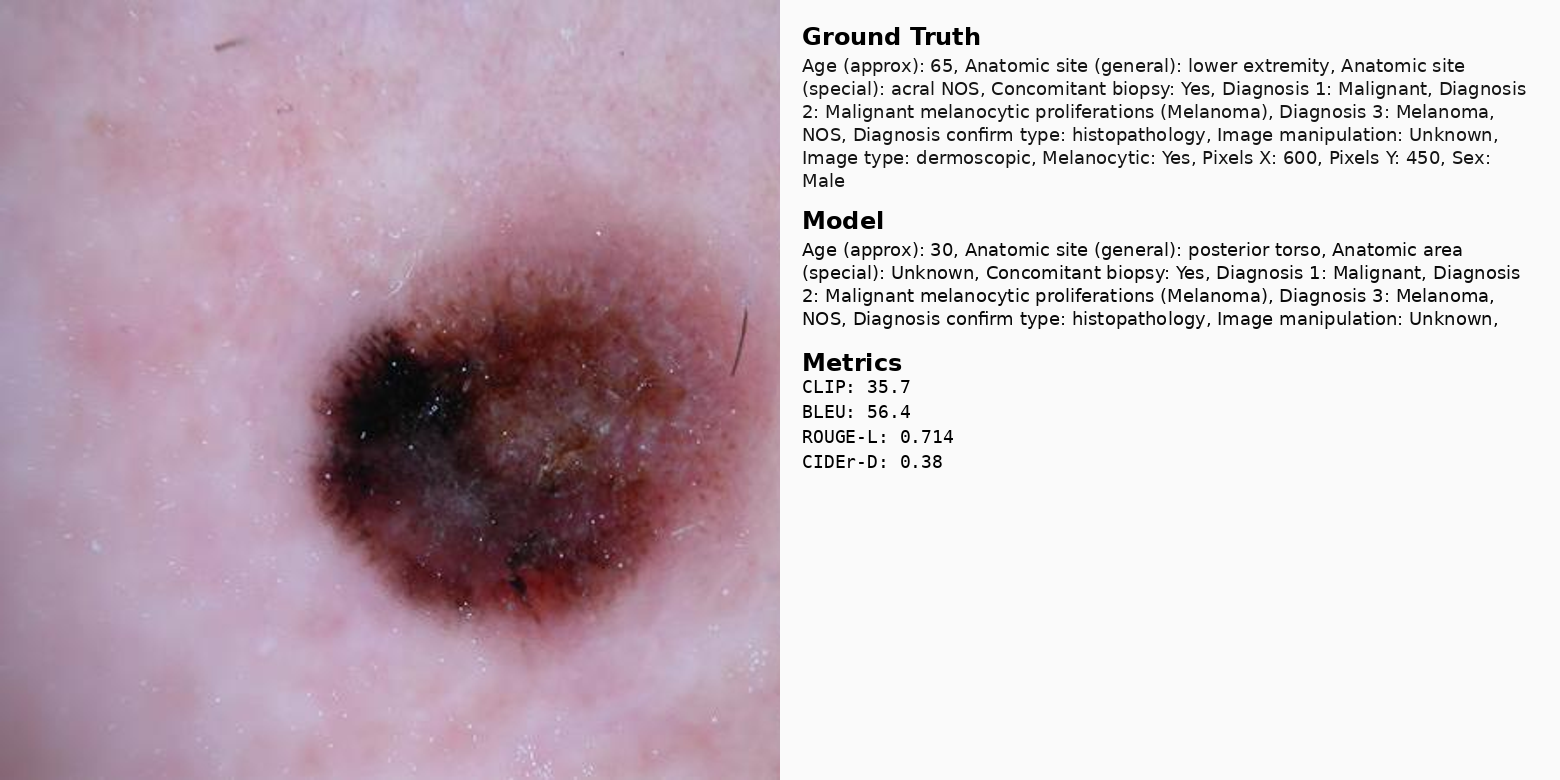 Ground Truth
Age (approx): 65, Anatomic site (general): lower extremity, Anatomic site
(special): acral NOS, Concomitant biopsy: Yes, Diagnosis 1: Malignant, Diagnosis
2: Malignant melanocytic proliferations (Melanoma), Diagnosis 3: Melanoma,
NOS, Diagnosis confirm type: histopathology, Image manipulation: Unknown,
Image type: dermoscopic, Melanocytic: Yes, Pixels X: 600, Pixels Y: 450, Sex:
Male
Model
Age (approx): 30, Anatomic site (general): posterior torso, Anatomic area
(special): Unknown, Concomitant biopsy: Yes, Diagnosis 1: Malignant, Diagnosis
2: Malignant melanocytic proliferations (Melanoma), Diagnosis 3: Melanoma,
NOS, Diagnosis confirm type: histopathology, Image manipulation: Unknown,
Metrics
CLIP: 35.7
BLEU: 56.4
ROUGE-L: 0.714
CIDEr-D: 0.38